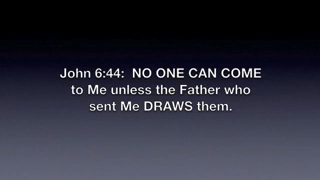 John 6:44: NO ONE CAN COME
to Me unless the Father who
sent Me DRAWS them.